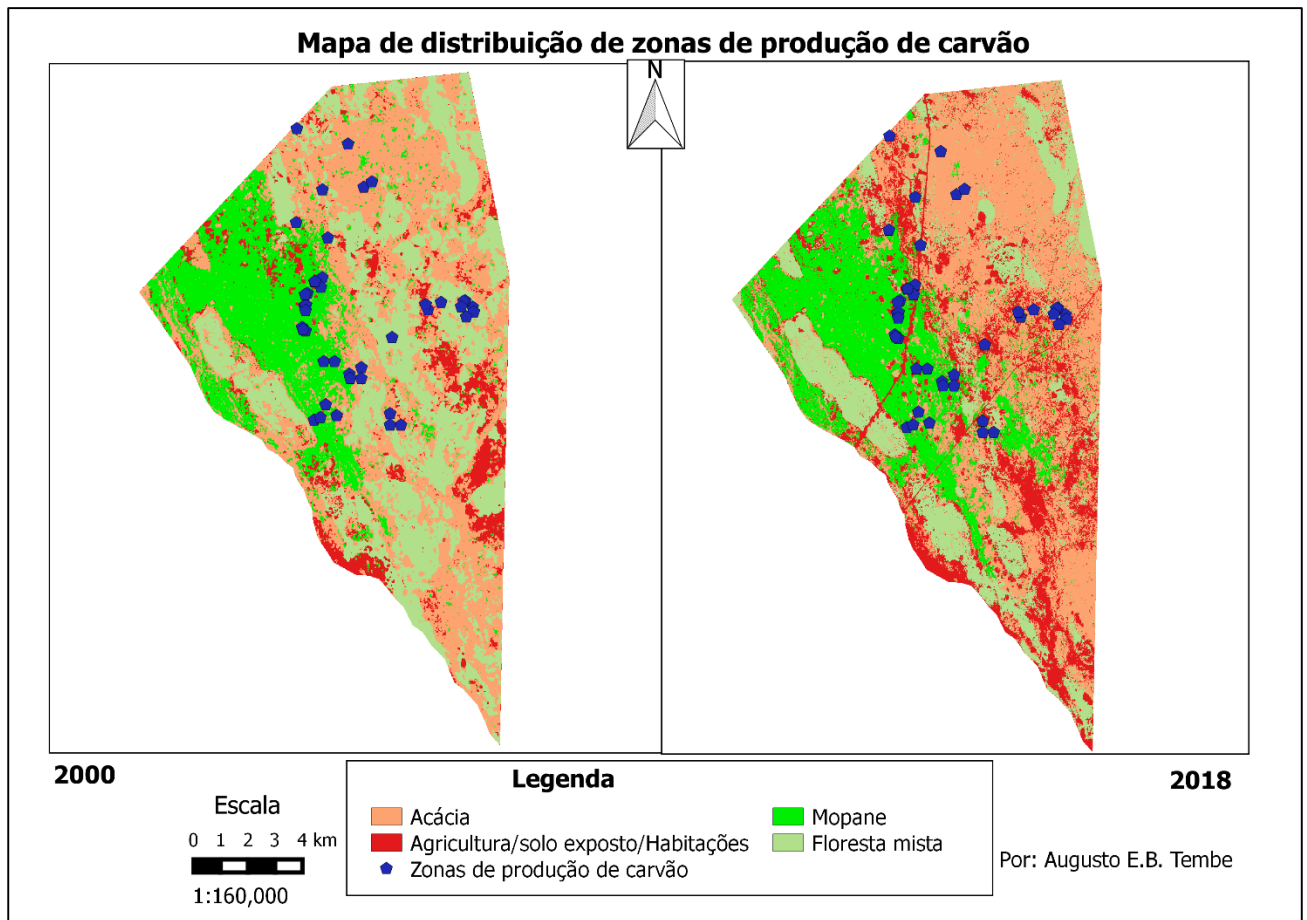 Mapa de distribuição de zonas de produção de carvão
N
2000
2018
Escala
0 1 2 3 4 km
1:160,000
Legenda
Acácia
Agricultura/solo exposto/Habitações
Zonas de produção de carvão
Mopane
Floresta mista
Por: Augusto E.B. Tembe